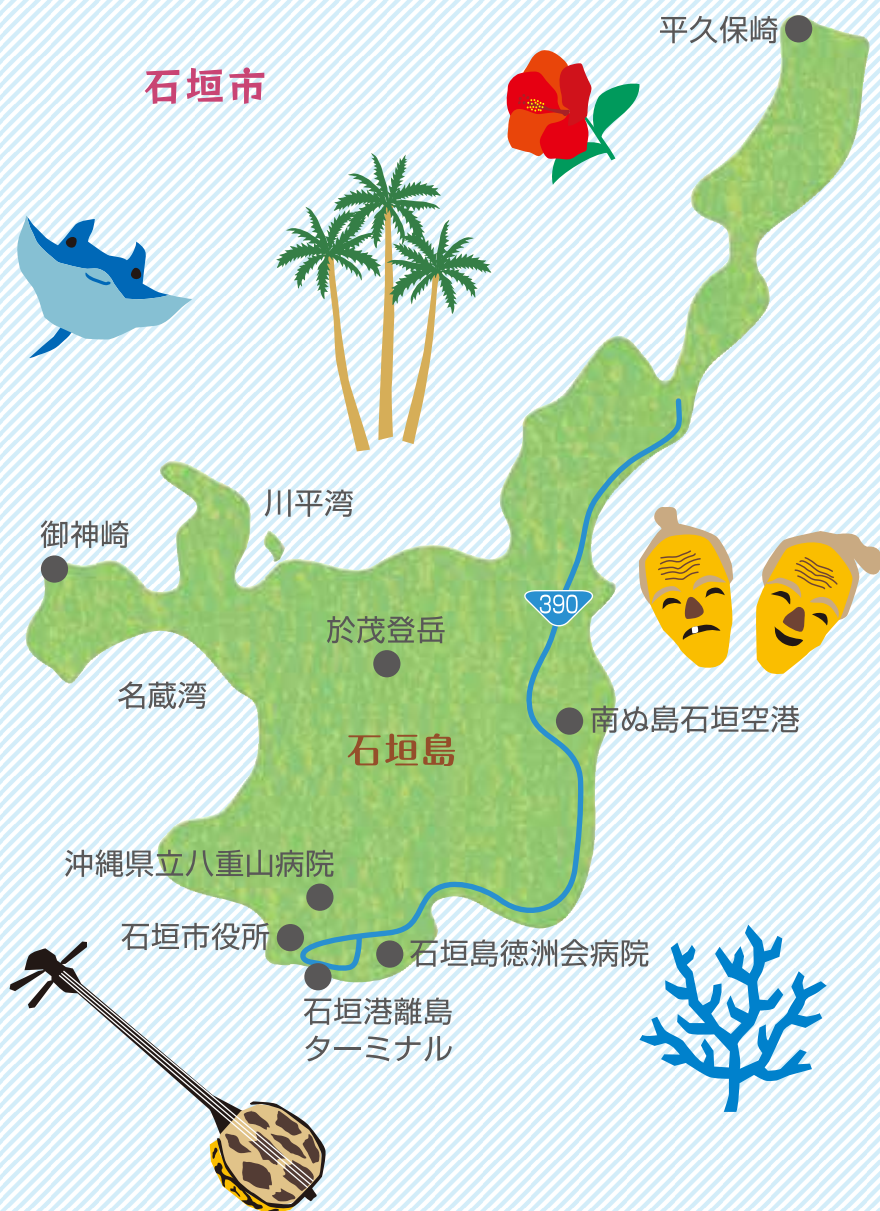 平久保崎
石垣市
川平湾
御神崎
390
於茂登岳
名蔵湾
南ぬ島石垣空港
石垣島
沖縄県立八重山病院
石垣市役所
石垣島徳洲会病院
石垣港離島
ターミナル